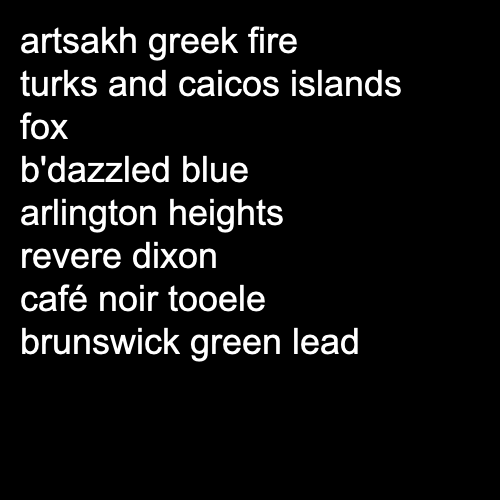 artsakh greek fire
turks and caicos islands
fox
b'dazzled blue
arlington heights
revere dixon
café noir tooele
brunswick green lead